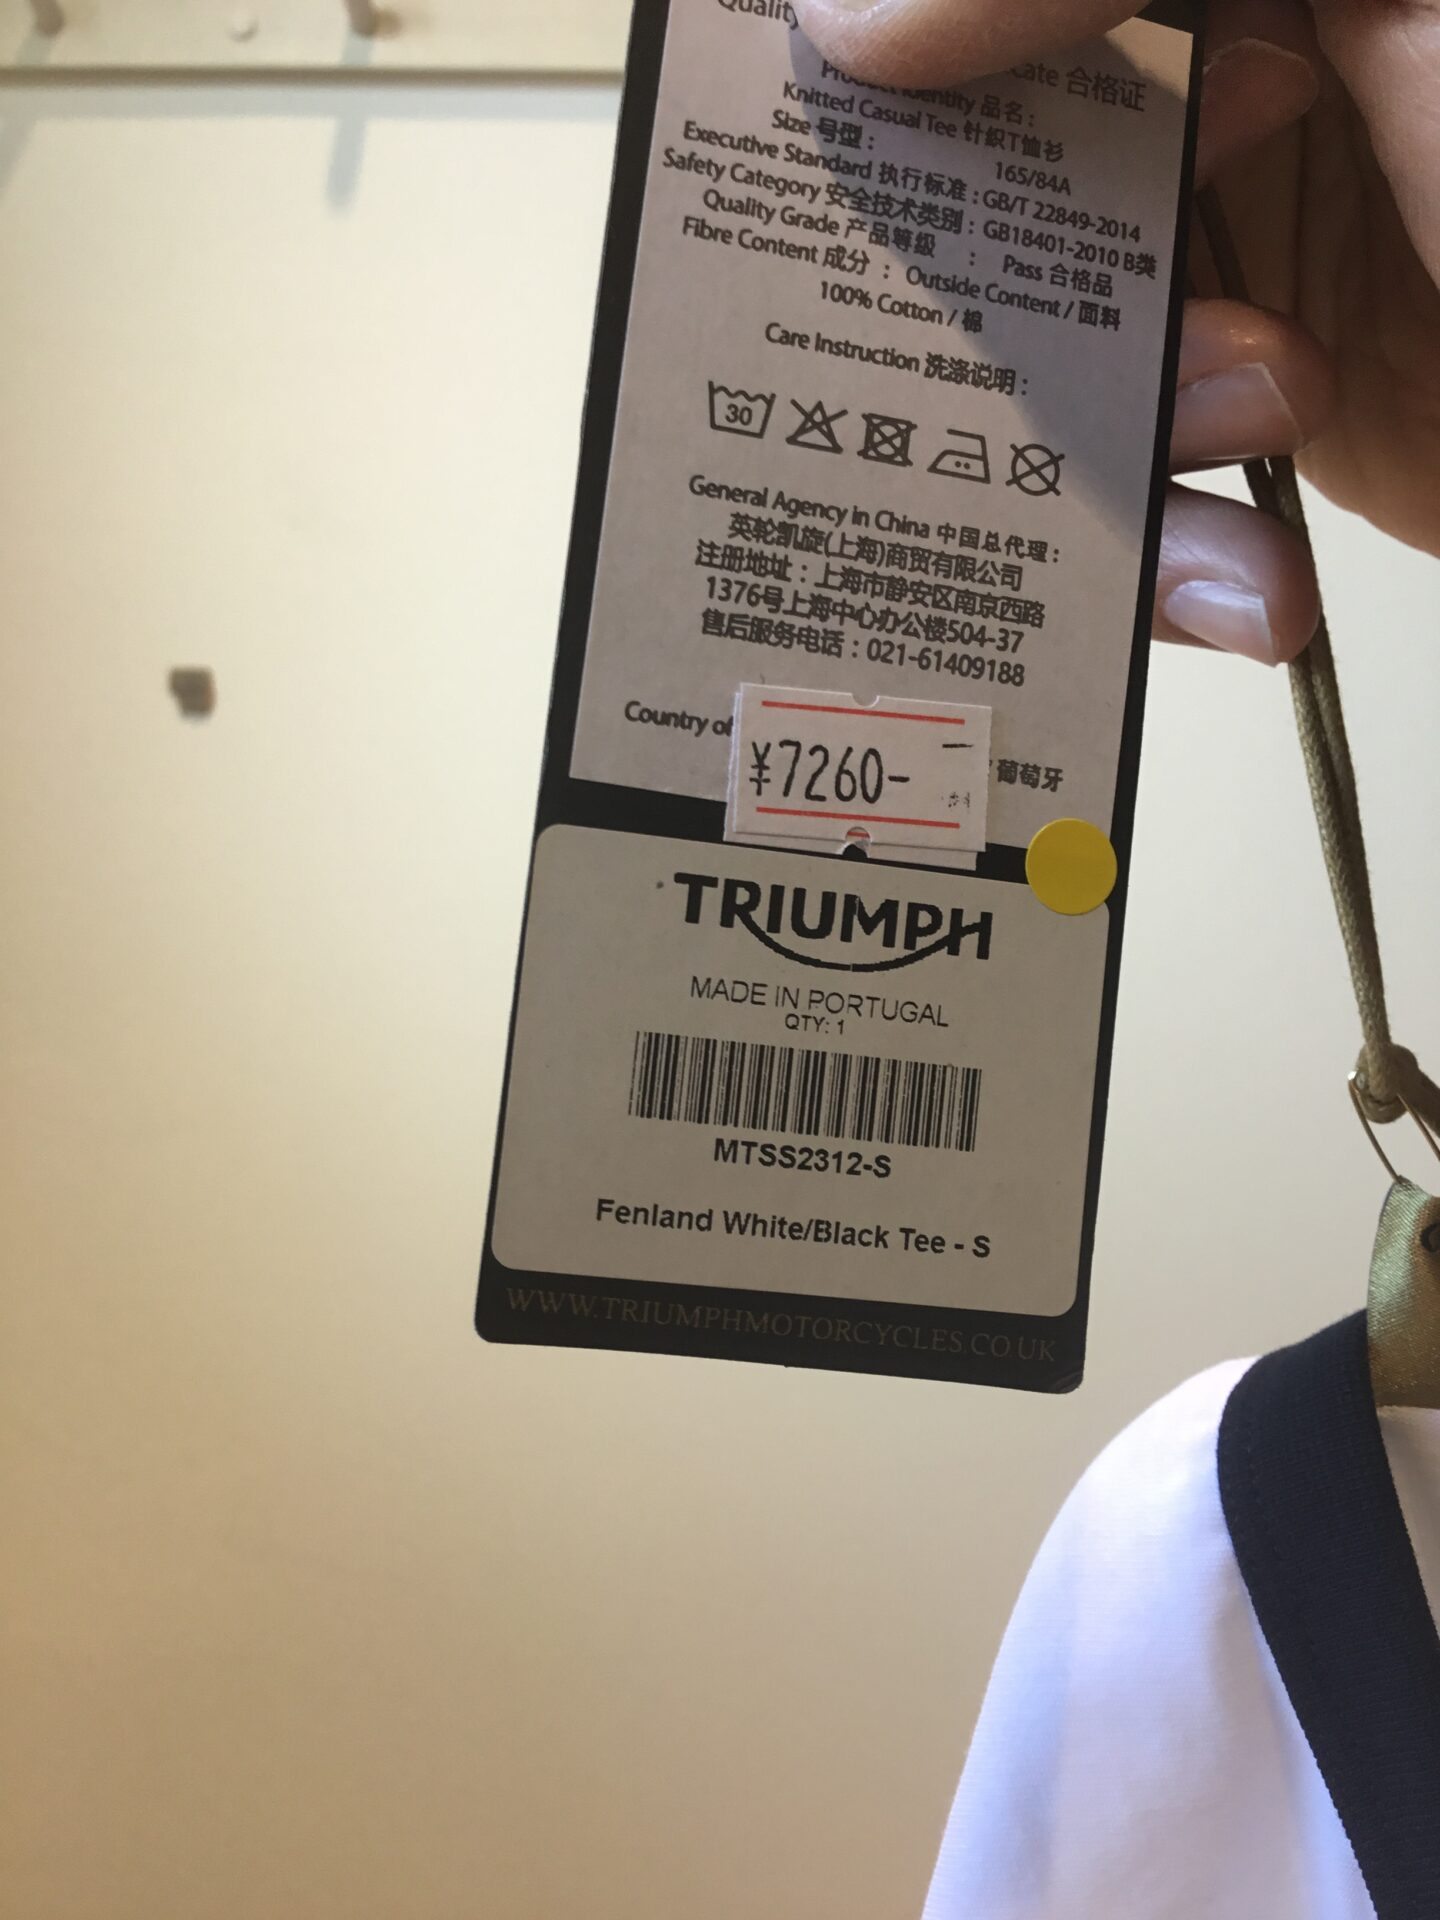 Quality
cate 合格证
Product Identity 品名：
Knitted Casual Tee 针织T恤衫
Size 号型： 165/84A
Executive Standard 执行标准：GB/T 22849-2014
Safety Category 安全技术类别：GB18401-2010 B类
Quality Grade 产品等级 ： Pass 合格品
Fibre Content 成分 ： Outside Content / 面料
100% Cotton / 棉
Care Instruction 洗涤说明：
30
General Agency in China 中国总代理：
英轮凯旋(上海)商贸有限公司
注册地址：上海市静安区南京西路
1376号上海中心办公楼504-37
售后服务电话：021-61409188
Country of 葡萄牙
¥7260-
TRIUMPH
MADE IN PORTUGAL
QTY: 1
MTSS2312-S
Fenland White/Black Tee - S
WWW.TRIUMPHMOTORCYCLES.CO.UK